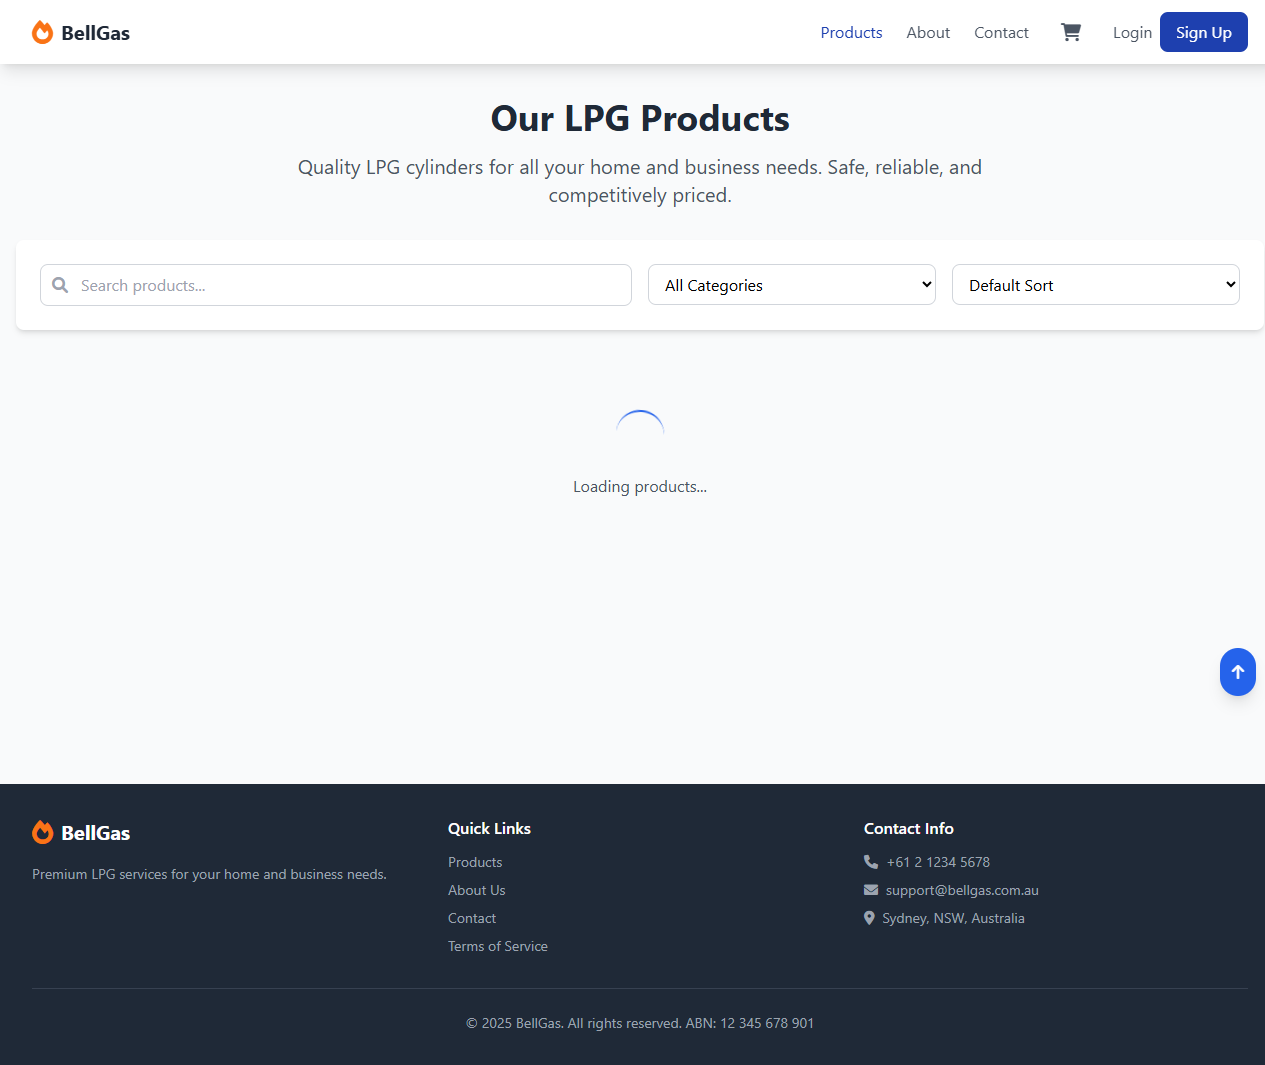 BellGas
Products About Contact Login Sign Up
Our LPG Products
Quality LPG cylinders for all your home and business needs. Safe, reliable, and
competitively priced.
Search products...
All Categories
Default Sort
Loading products...
BellGas
Premium LPG services for your home and business needs.
Quick Links
Products
About Us
Contact
Terms of Service
Contact Info
+61 2 1234 5678
support@bellgas.com.au
Sydney, NSW, Australia
© 2025 BellGas. All rights reserved. ABN: 12 345 678 901